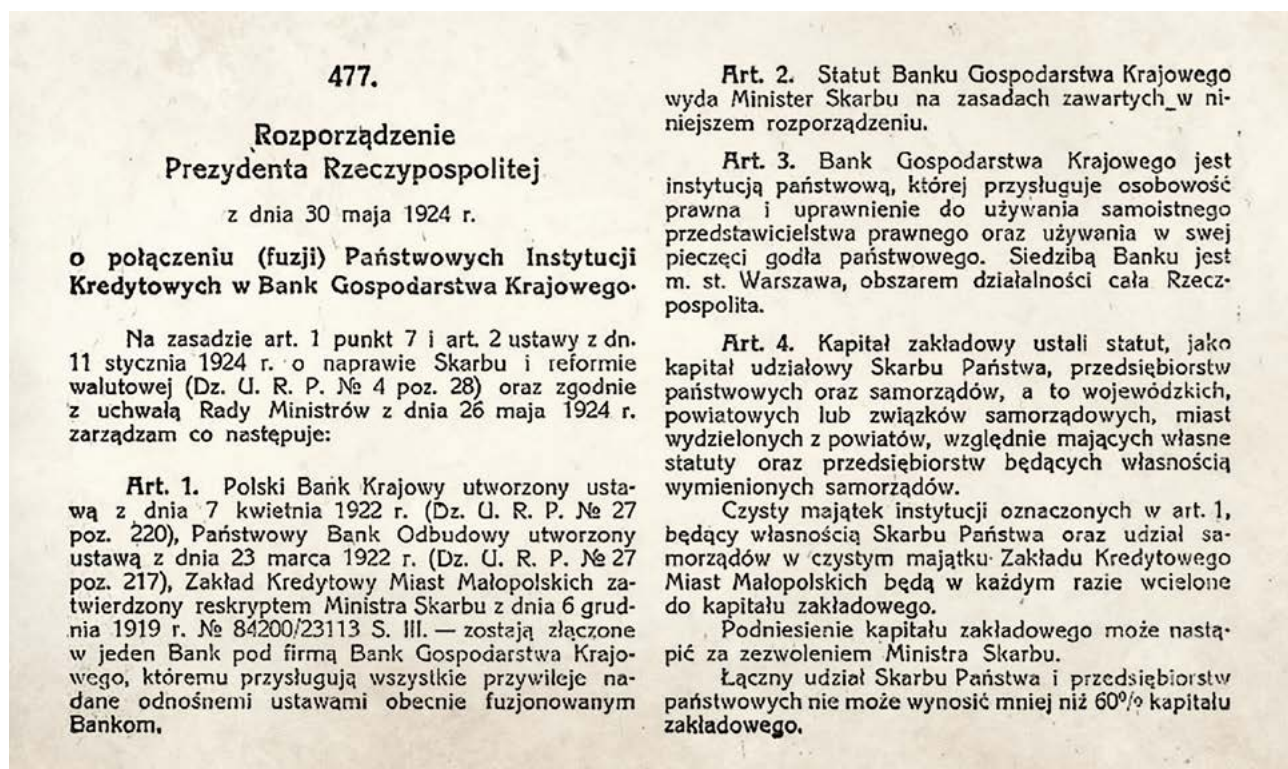 477.
Rozporządzenie
Prezydenta Rzeczypospolitej
z dnia 30 maja 1924 r.
o połączeniu (fuzji) Państwowych Instytucji
Kredytowych w Bank Gospodarstwa Krajowego.
Na zasadzie art. 1 punkt 7 i art. 2 ustawy z dn.
11 stycznia 1924 r. o naprawie Skarbu i reformie
walutowej (Dz. U. R. P. № 4 poz. 28) oraz zgodnie
z uchwałą Rady Ministrów z dnia 26 maja 1924 r.
zarządzam co następuje:
Art. 1. Polski Bank Krajowy utworzony usta-
wą z dnia 7 kwietnia 1922 r. (Dz. U. R. P. № 27
poz. 220), Państwowy Bank Odbudowy utworzony
ustawą z dnia 23 marca 1922 r. (Dz. U. R. P. № 27
poz. 217), Zakład Kredytowy Miast Małopolskich za-
twierdzony reskryptem Ministra Skarbu z dnia 6 grud-
nia 1919 r. № 84200/23113 S. III. — zostają złączone
w jeden Bank pod firmą Bank Gospodarstwa Krajo-
wego, któremu przysługują wszystkie przywileje na-
dane odnośnemi ustawami obecnie fuzjonowanym
Bankom.
Art. 2. Statut Banku Gospodarstwa Krajowego
wyda Minister Skarbu na zasadach zawartych w ni-
niejszem rozporządzeniu.
Art. 3. Bank Gospodarstwa Krajowego jest
instytucją państwową, której przysługuje osobowość
prawna i uprawnienie do używania samoistnego
przedstawicielstwa prawnego oraz używania w swej
pieczęci godła państwowego. Siedzibą Banku jest
m. st. Warszawa, obszarem działalności cała Rzecz-
pospolita.
Art. 4. Kapitał zakładowy ustali statut, jako
kapitał udziałowy Skarbu Państwa, przedsiębiorstw
państwowych oraz samorządów, a to wojewódzkich,
powiatowych lub związków samorządowych, miast
wydzielonych z powiatów, względnie mających własne
statuty oraz przedsiębiorstw będących własnością
wymienionych samorządów.
Czysty majątek instytucji oznaczonych w art. 1,
będący własnością Skarbu Państwa oraz udział sa-
morządów w czystym majątku Zakładu Kredytowego
Miast Małopolskich będą w każdym razie wcielone
do kapitału zakładowego.
Podniesienie kapitału zakładowego może nastą-
pić za zezwoleniem Ministra Skarbu.
Łączny udział Skarbu Państwa i przedsiębiorstw
państwowych nie może wynosić mniej niż 60% kapitału
zakładowego.